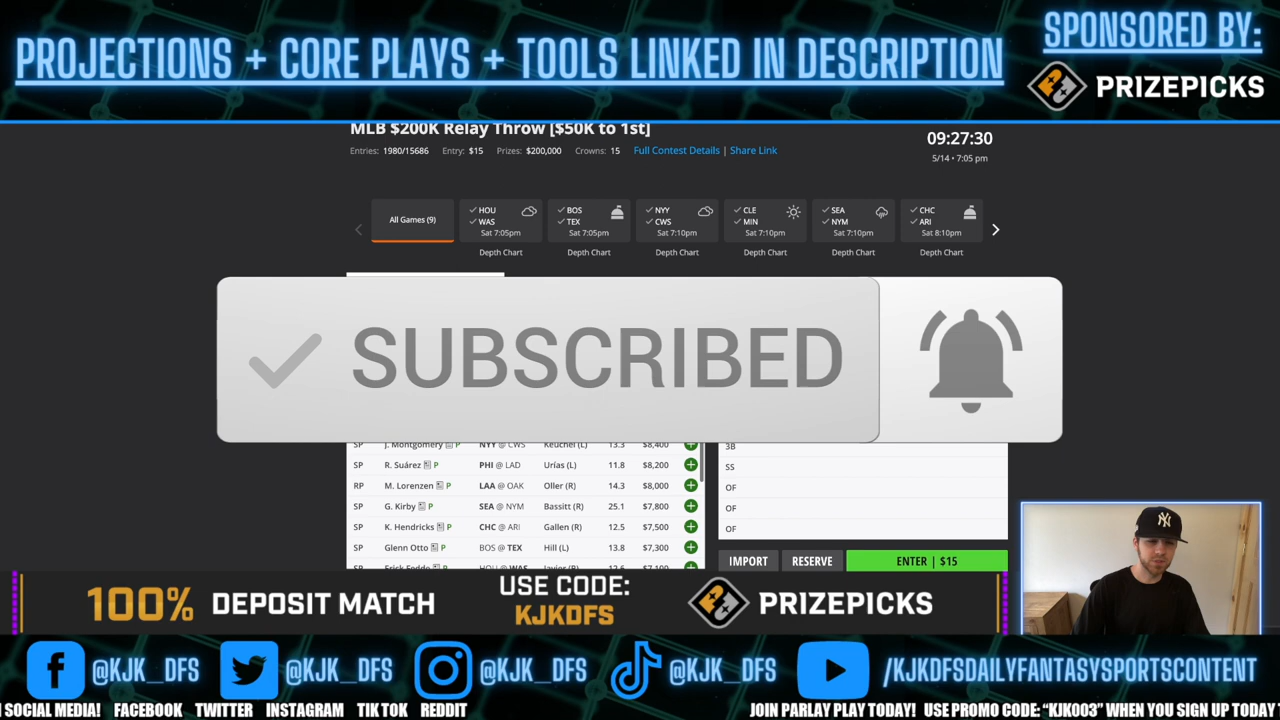 PROJECTIONS + CORE PLAYS + TOOLS LINKED IN DESCRIPTION
SPONSORED BY:
PRIZEPICKS
MLB $200K Relay Throw [$50K to 1st]
Entries: 1980/15686 Entry: $15 Prizes: $200,000 Crowns: 15 Full Contest Details | Share Link
09:27:30
5/14 • 7:05 pm
All Games (9)
HOU
WAS
Sat 7:05pm
Depth Chart
BOS
TEX
Sat 7:05pm
Depth Chart
NYY
CWS
Sat 7:10pm
Depth Chart
CLE
MIN
Sat 7:10pm
Depth Chart
SEA
NYM
Sat 7:10pm
Depth Chart
CHC
ARI
Sat 8:10pm
Depth Chart
SUBSCRIBED
SP J. Montgomery P NYY @ CWS Keuchel (L) 13.3 $8,400
SP R. Suárez P PHI @ LAD Urías (L) 11.8 $8,200
RP M. Lorenzen P LAA @ OAK Oller (R) 14.3 $8,000
SP G. Kirby P SEA @ NYM Bassitt (R) 25.1 $7,800
SP K. Hendricks P CHC @ ARI Gallen (R) 12.5 $7,500
SP Glenn Otto P BOS @ TEX Hill (L) 13.8 $7,300
3B
SS
OF
OF
OF
IMPORT RESERVE ENTER | $15
100% DEPOSIT MATCH
USE CODE:
KJKDFS
PRIZEPICKS
@KJK_DFS @KJK_DFS @KJK_DFS @KJK_DFS /KJKDFSDAILYFANTASYSPORTSCONTENT
SOCIAL MEDIA! FACEBOOK TWITTER INSTAGRAM TIK TOK REDDIT
JOIN PARLAY PLAY TODAY! USE PROMO CODE: "KJK003" WHEN YOU SIGN UP TODAY